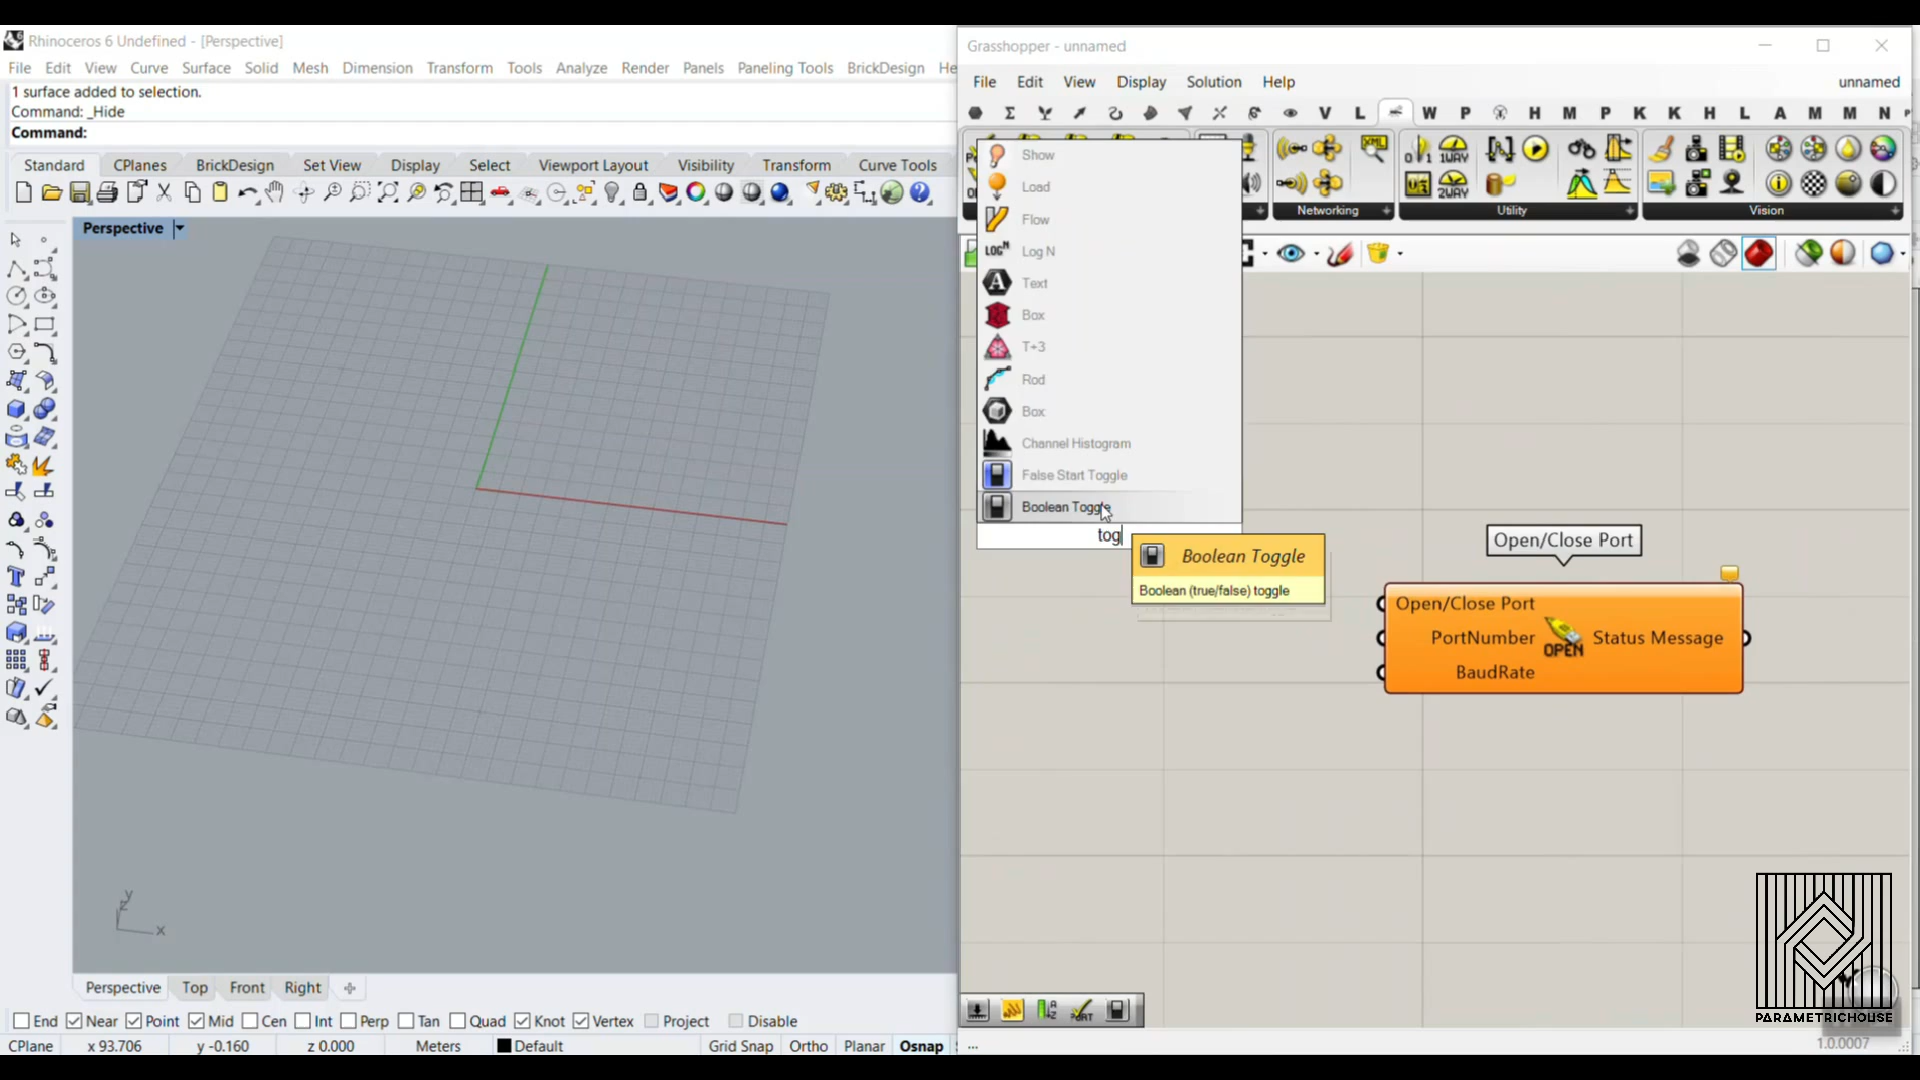 Rhinoceros 6 Undefined - [Perspective]
File Edit View Curve Surface Solid Mesh Dimension Transform Tools Analyze Render Panels Paneling Tools BrickDesign He
1 surface added to selection.
Command: _Hide
Command:
Standard CPlanes BrickDesign Set View Display Select Viewport Layout Visibility Transform Curve Tools
Perspective
y
z
x
Perspective Top Front Right
End Near Point Mid Cen Int Perp Tan Quad Knot Vertex Project Disable
CPlane x 93.706 y -0.160 z 0.000 Meters Default Grid Snap Ortho Planar Osnap
Grasshopper - unnamed
File Edit View Display Solution Help unnamed
V L W P H M P K K H L A M M N
Networking Utility Vision
Show
Load
Flow
LOGN Log N
Text
Box
T+3
Rod
Box
Channel Histogram
False Start Toggle
Boolean Toggle
tog
Boolean Toggle
Boolean (true/false) toggle
Open/Close Port
Open/Close Port
PortNumber
BaudRate
OPEN
Status Message
PARAMETRICHOUSE
1.0.0007
...